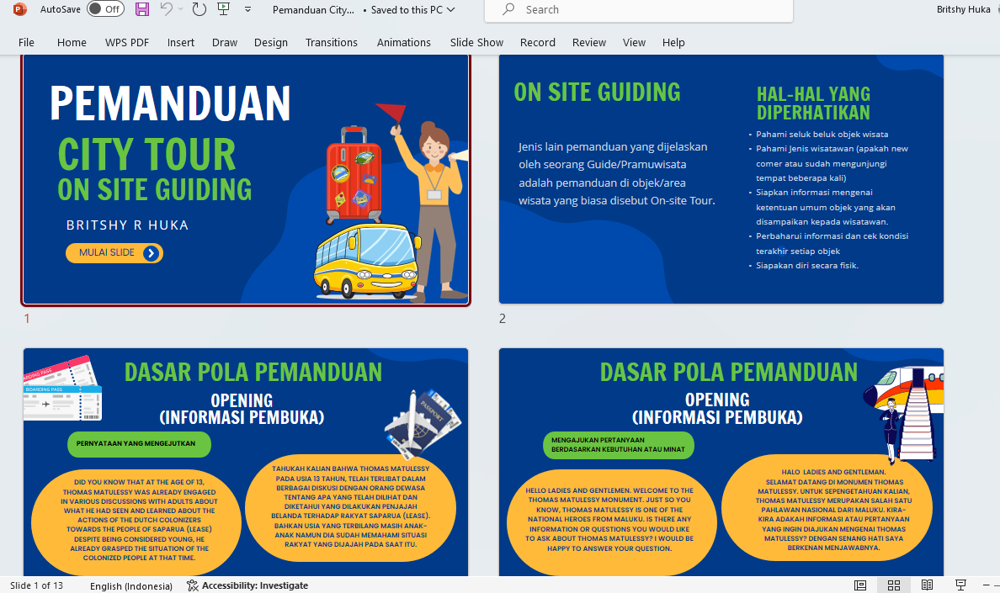 AutoSave Off Pemanduan City... • Saved to this PC Search Britshy Huka
File Home WPS PDF Insert Draw Design Transitions Animations Slide Show Record Review View Help
PEMANDUAN
CITY TOUR
ON SITE GUIDING
BRITSHY R HUKA
MULAI SLIDE
1
ON SITE GUIDING
Jenis lain pemanduan yang dijelaskan
oleh seorang Guide/Pramuwisata
adalah pemanduan di objek/area
wisata yang biasa disebut On-site Tour.
HAL-HAL YANG
DIPERHATIKAN
• Pahami seluk beluk objek wisata
• Pahami Jenis wisatawan (apakah new
comer atau sudah mengunjungi
tempat beberapa kali)
• Siapkan informasi mengenai
ketentuan umum objek yang akan
disampaikan kepada wisatawan.
• Perbaharui informasi dan cek kondisi
terakhir setiap objek
• Siapakan diri secara fisik.
2
BOARDING PASS
BOARDING PASS
DASAR POLA PEMANDUAN
OPENING
(INFORMASI PEMBUKA)
PASSPORT
PERNYATAAN YANG MENGEJUTKAN
DID YOU KNOW THAT AT THE AGE OF 13,
THOMAS MATULESSY WAS ALREADY ENGAGED
IN VARIOUS DISCUSSIONS WITH ADULTS ABOUT
WHAT HE HAD SEEN AND LEARNED ABOUT THE
ACTIONS OF THE DUTCH COLONIZERS
TOWARDS THE PEOPLE OF SAPARUA (LEASE)
DESPITE BEING CONSIDERED YOUNG, HE
ALREADY GRASPED THE SITUATION OF THE
COLONIZED PEOPLE AT THAT TIME.
TAHUKAH KALIAN BAHWA THOMAS MATULESSY
PADA USIA 13 TAHUN, TELAH TERLIBAT DALAM
BERBAGAI DISKUSI DENGAN ORANG DEWASA
TENTANG APA YANG TELAH DILIHAT DAN
DIKETAHUI YANG DILAKUKAN PENJAJAH
BELANDA TERHADAP RAKYAT SAPARUA (LEASE).
BAHKAN USIA YANG TERBILANG MASIH ANAK-
ANAK NAMUN DIA SUDAH MEMAHAMI SITUASI
RAKYAT YANG DIJAJAH PADA SAAT ITU.
DASAR POLA PEMANDUAN
OPENING
(INFORMASI PEMBUKA)
MENGAJUKAN PERTANYAAN
BERDASARKAN KEBUTUHAN ATAU MINAT
HELLO LADIES AND GENTLEMEN. WELCOME TO THE
THOMAS MATULESSY MONUMENT. JUST SO YOU
KNOW, THOMAS MATULESSY IS ONE OF THE
NATIONAL HEROES FROM MALUKU. IS THERE ANY
INFORMATION OR QUESTIONS YOU WOULD LIKE
TO ASK ABOUT THOMAS MATULESSY? I WOULD BE
HAPPY TO ANSWER YOUR QUESTION.
HALO LADIES AND GENTLEMAN.
SELAMAT DATANG DI MONUMEN THOMAS
MATULESSY. UNTUK SEPENGETAHUAN KALIAN,
THOMAS MATULESSY MERUPAKAN SALAH SATU
PAHLAWAN NASIONAL DARI MALUKU. KIRA-
KIRA ADAKAH INFORMASI ATAU PERTANYAAN
YANG INGIN DIAJUKAN MENGENAI THOMAS
MATULESSY? DENGAN SENANG HATI SAYA
BERKENAN MENJAWABNYA.
Slide 1 of 13 English (Indonesia) Accessibility: Investigate